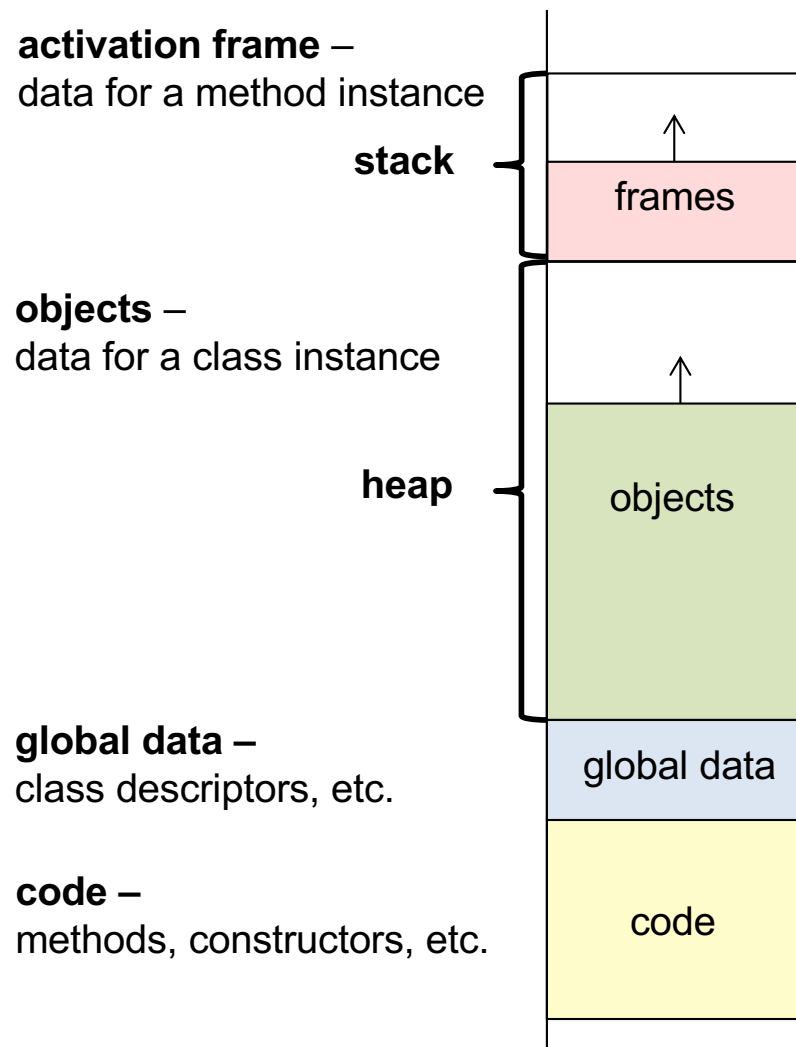 activation frame –
data for a method instance
stack
frames
objects –
data for a class instance
heap
objects
global data –
class descriptors, etc.
global data
code –
methods, constructors, etc.
code